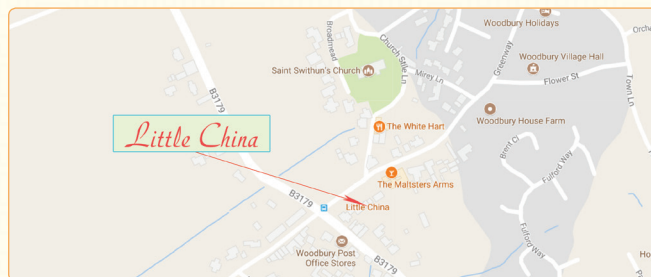 Woodbury Holidays
Broadmead
Church Stile Ln
Greenway
Orch
Woodbury Village Hall
Saint Swithun's Church
Mirey Ln
Flower St
Town Ln
B3179
Woodbury House Farm
The White Hart
Little China
Brent Cl
Fulford Way
The Maltsters Arms
B3179
Little China
Fulford Way
Woodbury Post
Office Stores
Ho